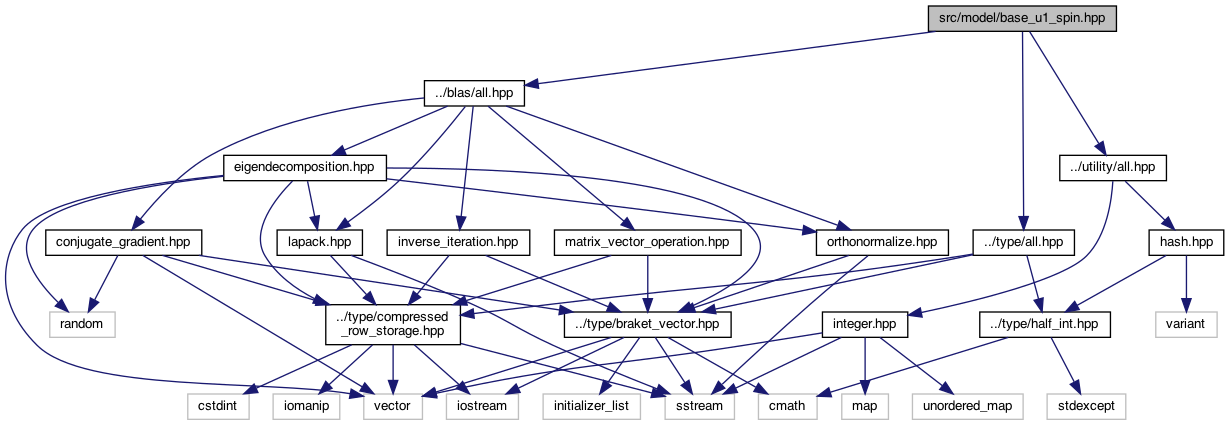 src/model/base_u1_spin.hpp
../blas/all.hpp
eigendecomposition.hpp
../utility/all.hpp
conjugate_gradient.hpp
lapack.hpp
inverse_iteration.hpp
matrix_vector_operation.hpp
orthonormalize.hpp
../type/all.hpp
hash.hpp
random
../type/compressed
_row_storage.hpp
../type/braket_vector.hpp
integer.hpp
../type/half_int.hpp
variant
cstdint
iomanip
vector
iostream
initializer_list
sstream
cmath
map
unordered_map
stdexcept